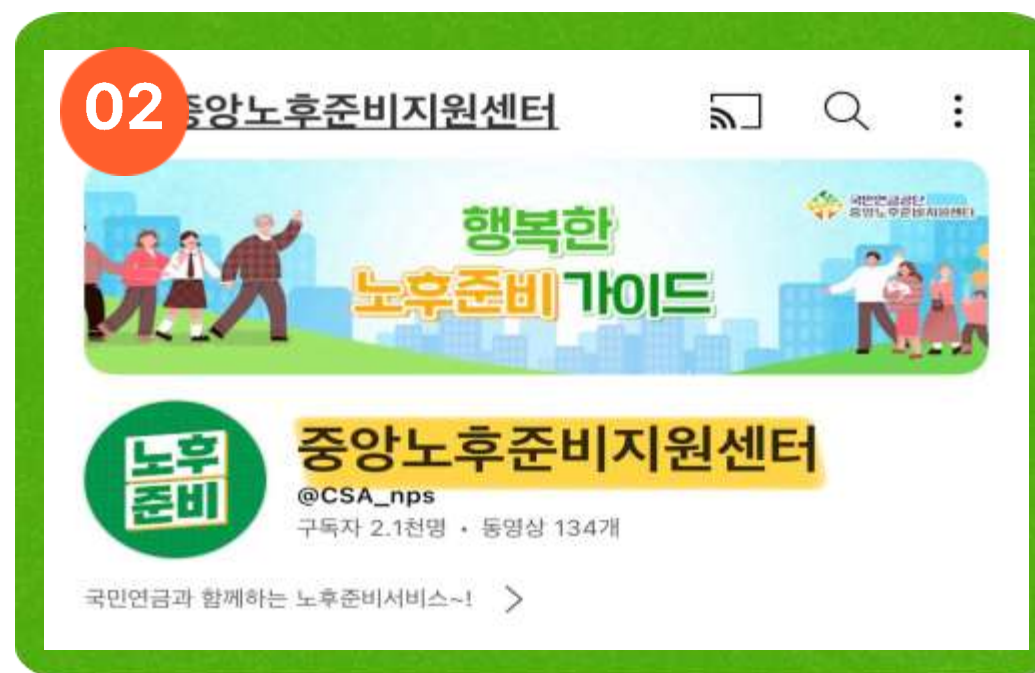 02
중앙노후준비지원센터
행복한
노후준비 가이드
국민연금공단
중앙노후준비지원센터
노후
준비
중앙노후준비지원센터
@CSA_nps
구독자 2.1천명 • 동영상 134개
국민연금과 함께하는 노후준비서비스~!